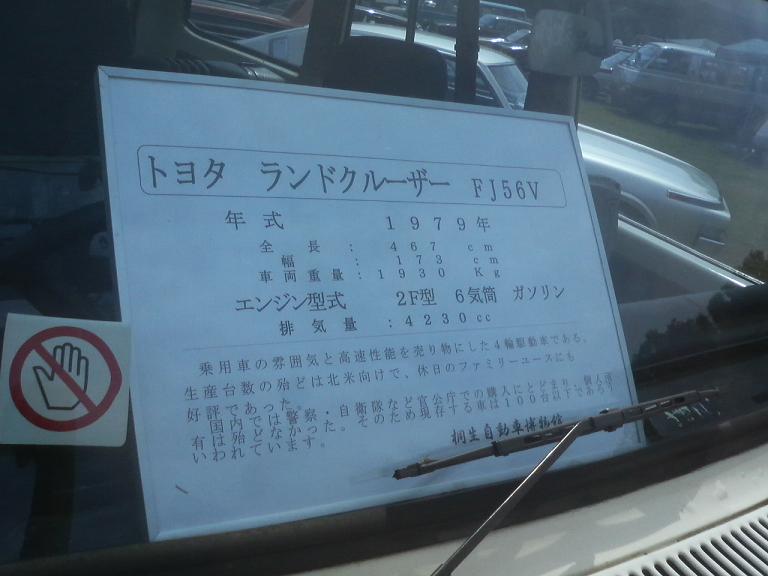 トヨタ ランドクルーザー FJ56V
年式 1979年
全長 : 467 cm
幅 : 173 cm
車両重量 : 1930 Kg
エンジン型式 2F型 6気筒 ガソリン
排気量 : 4230cc
乗用車の雰囲気と高速性能を売り物にした4輪駆動車である、
生産台数の殆どは北米向けで、休日のファミリーユースにも
好評であった。
国内では警察・自衛隊など官公庁での購入にとどまり、個人所
有は殆どなかった。そのため現存する車は100台以下であると
いわれています。
桐生自動車博物館